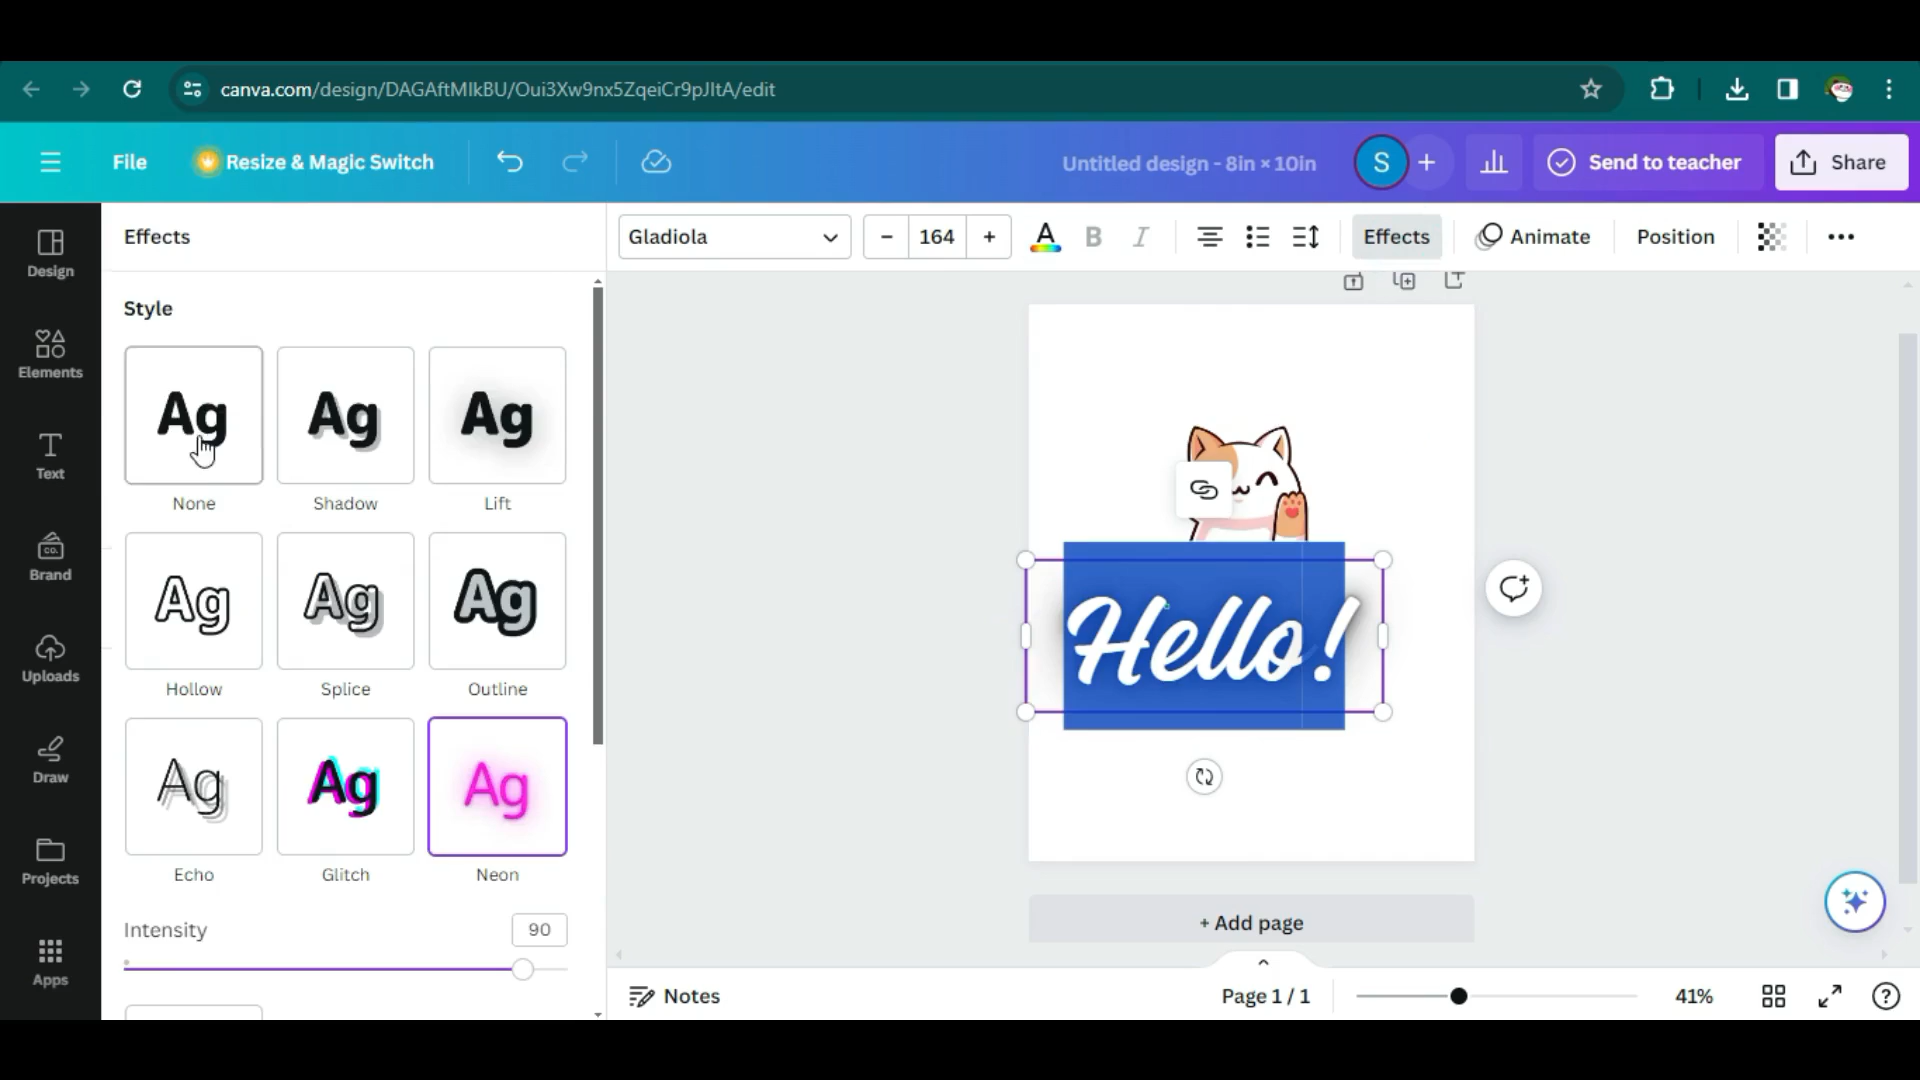 canva.com/design/DAGAftMIkBU/Oui3Xw9nx5ZqeiCr9pJItA/edit
File
Resize & Magic Switch
Untitled design - 8in × 10in
S
Send to teacher
Share
Design
Elements
Text
Brand
CO.
Uploads
Draw
Projects
Apps
Effects
Style
Ag
None
Ag
Shadow
Ag
Lift
Ag
Hollow
Ag
Splice
Ag
Outline
Ag
Echo
Ag
Glitch
Ag
Neon
Intensity
90
Gladiola
164
A
B
I
Effects
Animate
Position
Hello!
+ Add page
Notes
Page 1 / 1
41%